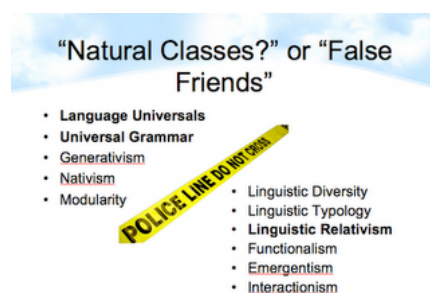 “Natural Classes?” or “False
Friends”
• Language Universals
• Universal Grammar
• Generativism
• Nativism
• Modularity
POLICE LINE DO NOT CROSS
• Linguistic Diversity
• Linguistic Typology
• Linguistic Relativism
• Functionalism
• Emergentism
• Interactionism